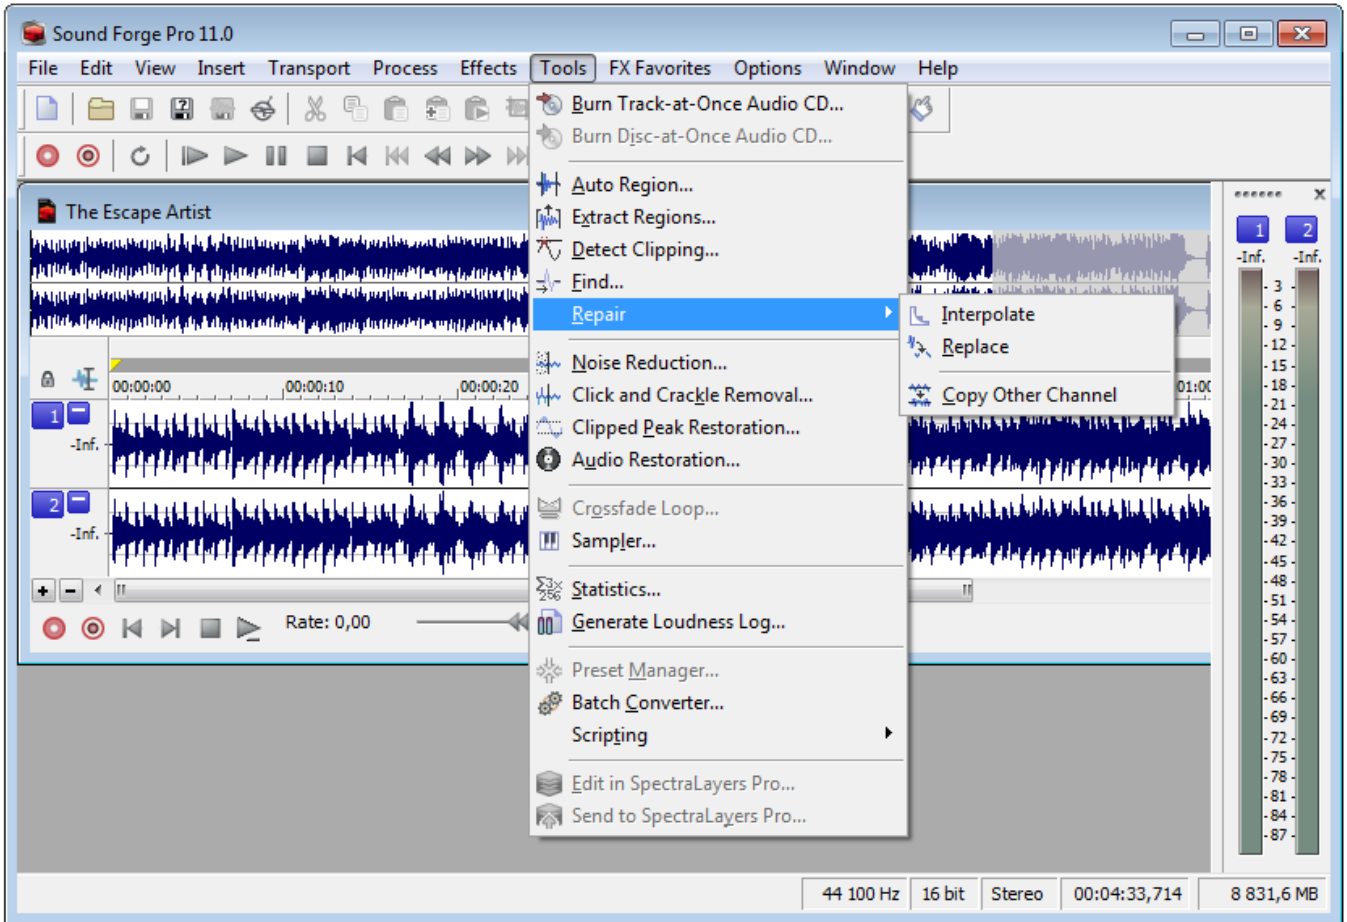 Sound Forge Pro 11.0
File Edit View Insert Transport Process Effects Tools FX Favorites Options Window Help
Burn Track-at-Once Audio CD...
Burn Disc-at-Once Audio CD...
Auto Region...
Extract Regions...
Detect Clipping...
Find...
Repair
Interpolate
Replace
Copy Other Channel
Noise Reduction...
Click and Crackle Removal...
Clipped Peak Restoration...
Audio Restoration...
Crossfade Loop...
Sampler...
Statistics...
Generate Loudness Log...
Preset Manager...
Batch Converter...
Scripting
Edit in SpectraLayers Pro...
Send to SpectraLayers Pro...
The Escape Artist
00:00:00 ,00:00:10 ,00:00:20 01:00
1
-Inf.
2
-Inf.
Rate: 0,00
1 2
-Inf. -Inf.
- 3 -
- 6 -
- 9 -
-12-
-15-
-18-
-21-
-24-
-27-
-30-
-33-
-36-
-39-
-42-
-45-
-48-
-51-
-54-
-57-
-60-
-63-
-66-
-69-
-72-
-75-
-78-
-81-
-84-
-87-
44 100 Hz 16 bit Stereo 00:04:33,714 8 831,6 MB